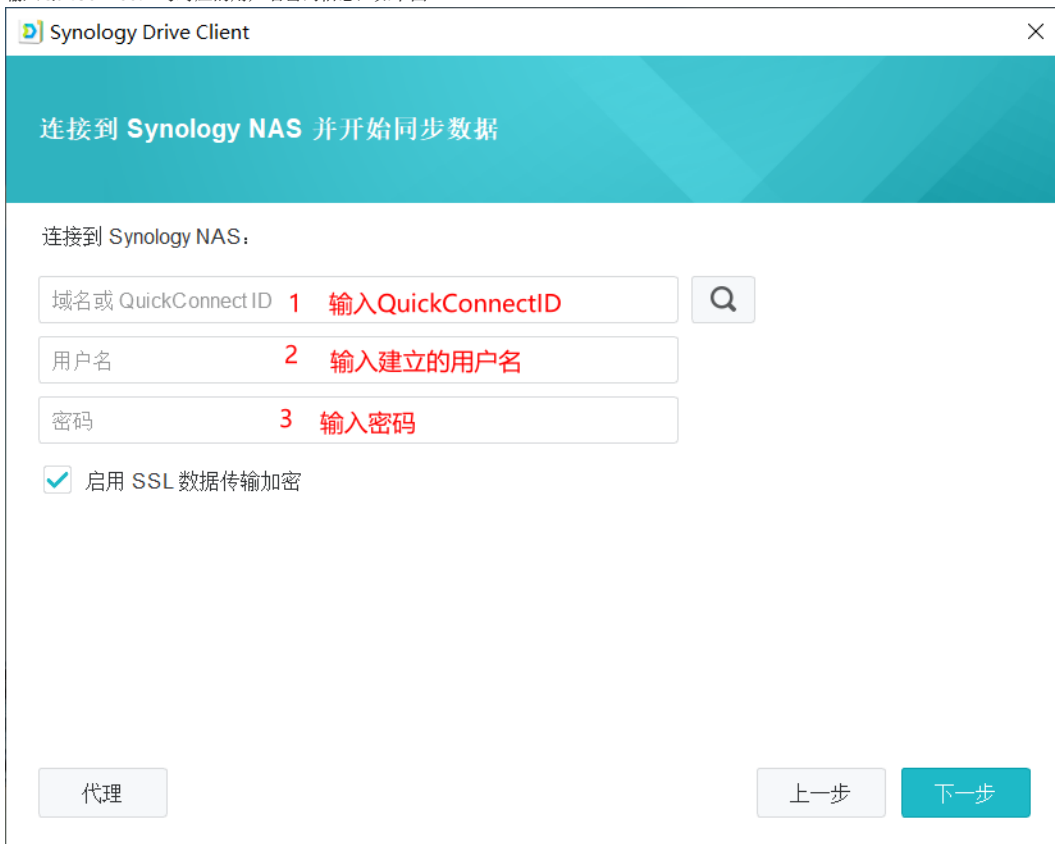 Synology Drive Client
连接到 Synology NAS 并开始同步数据
连接到 Synology NAS：
域名或 QuickConnect ID 1 输入QuickConnectID
用户名 2 输入建立的用户名
密码 3 输入密码
启用 SSL 数据传输加密
代理 上一步 下一步